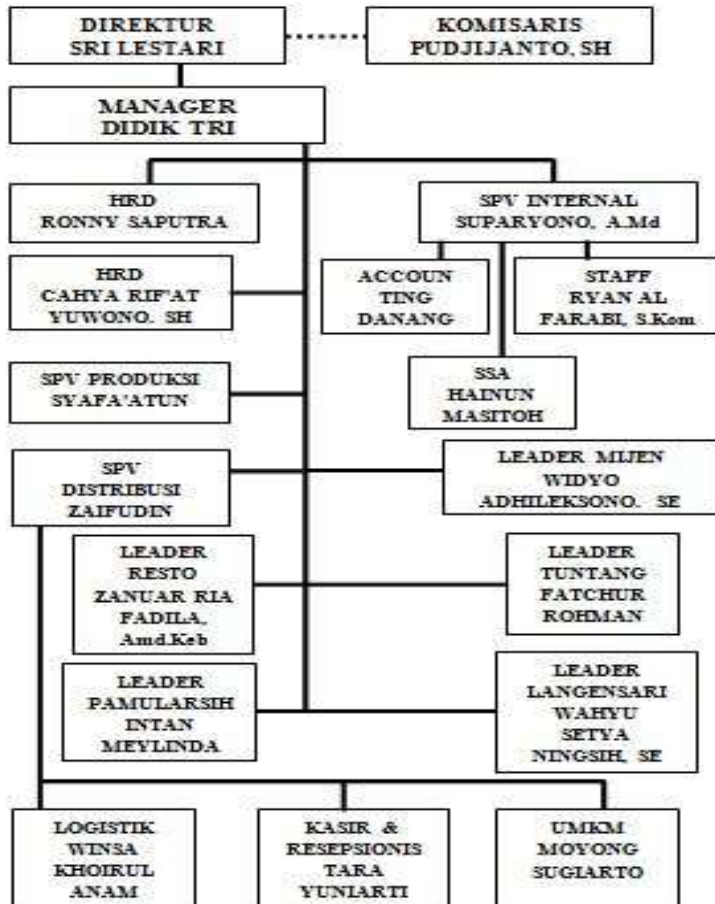 DIREKTUR
SRI LESTARI
KOMISARIS
PUDJIJANTO, SH
MANAGER
DIDIK TRI
HRD
RONNY SAPUTRA
SPV INTERNAL
SUPARYONO, A.Md
HRD
CAHYA RIF'AT
YUWONO. SH
ACCOUN
TING
DANANG
STAFF
RYAN AL
FARABI, S.Kom
SPV PRODUKSI
SYAFA'ATUN
SSA
HAINUN
MASITOH
SPV
DISTRIBUSI
ZAIFUDIN
LEADER MIJEN
WIDYO
ADHILEKSONO. SE
LEADER
RESTO
ZANUAR RIA
FADILA,
Amd.Keb
LEADER
TUNTANG
FATCHUR
ROHMAN
LEADER
PAMULARSIH
INTAN
MEYLINDA
LEADER
LANGENSARI
WAHYU
SETYA
NINGSIH, SE
LOGISTIK
WINSA
KHOIRUL
ANAM
KASIR &
RESEPSIONIS
TARA
YUNIARTI
UMKM
MOYONG
SUGIARTO